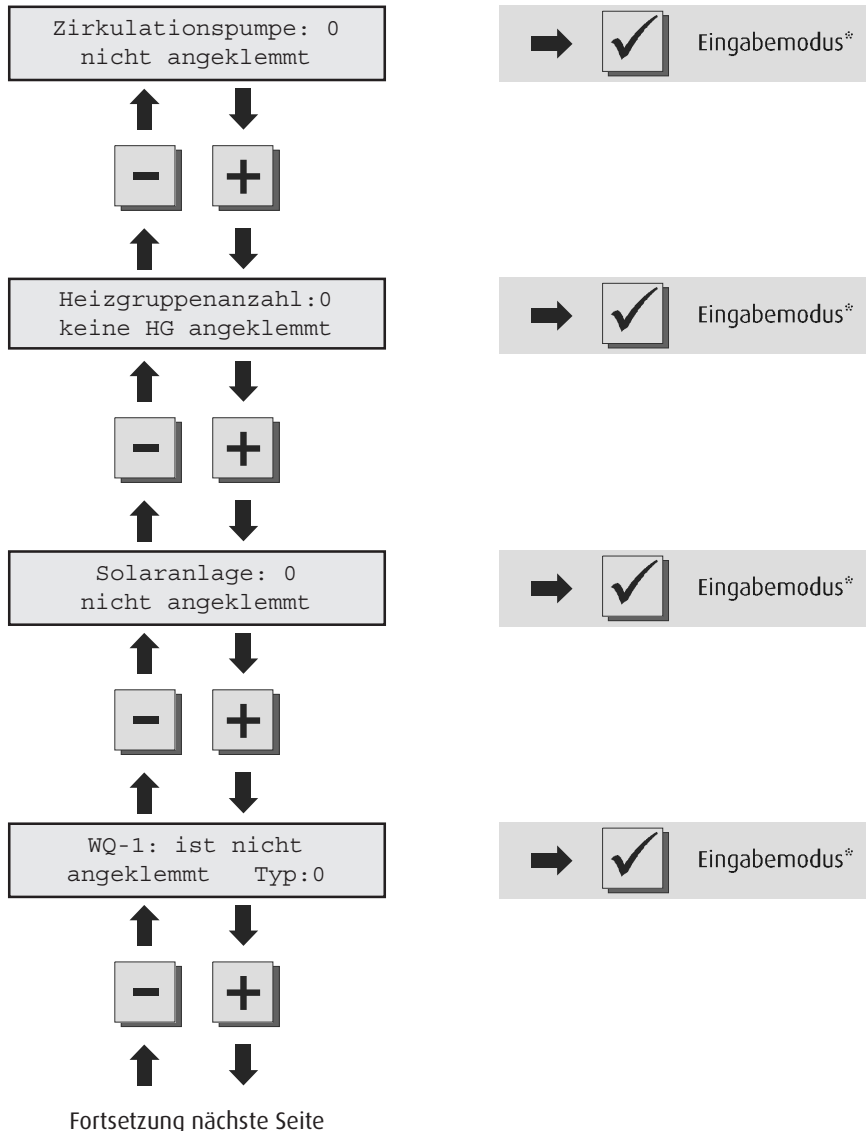 Zirkulationspumpe: 0
nicht angeklemmt
Eingabemodus*
− +
Heizgruppenanzahl:0
keine HG angeklemmt
Eingabemodus*
− +
Solaranlage: 0
nicht angeklemmt
Eingabemodus*
− +
WQ-1: ist nicht
angeklemmt Typ:0
Eingabemodus*
− +
Fortsetzung nächste Seite